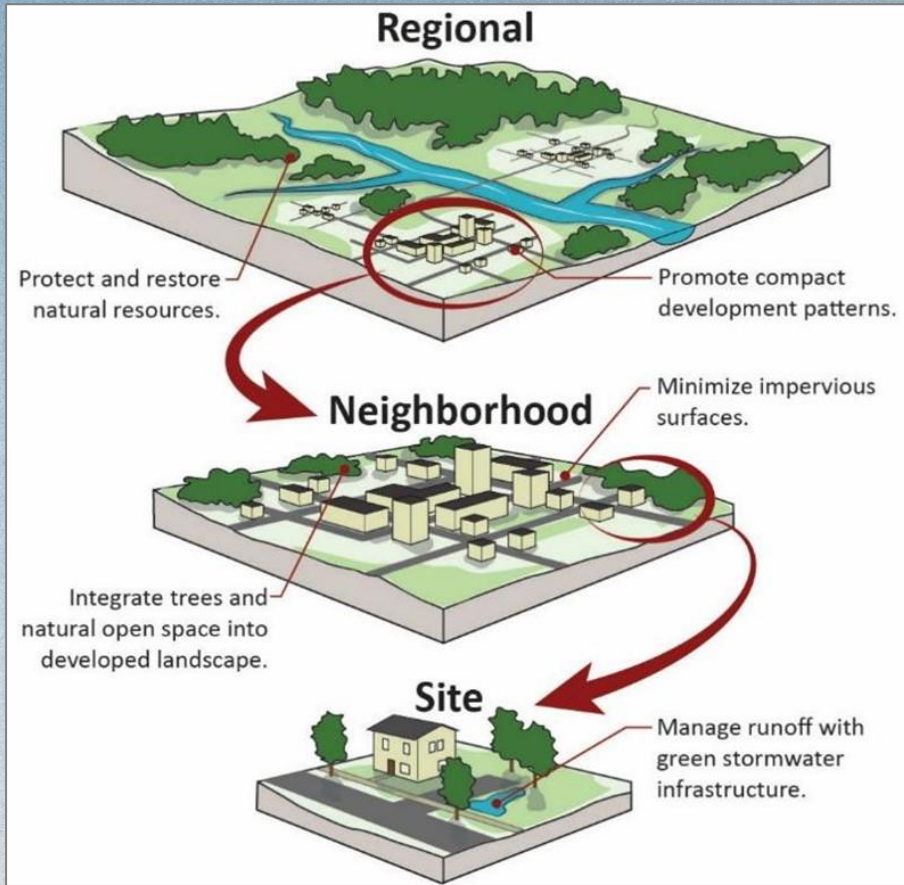 Regional
Protect and restore
natural resources.
Promote compact
development patterns.
Neighborhood
Minimize impervious
surfaces.
Integrate trees and
natural open space into
developed landscape.
Site
Manage runoff with
green stormwater
infrastructure.